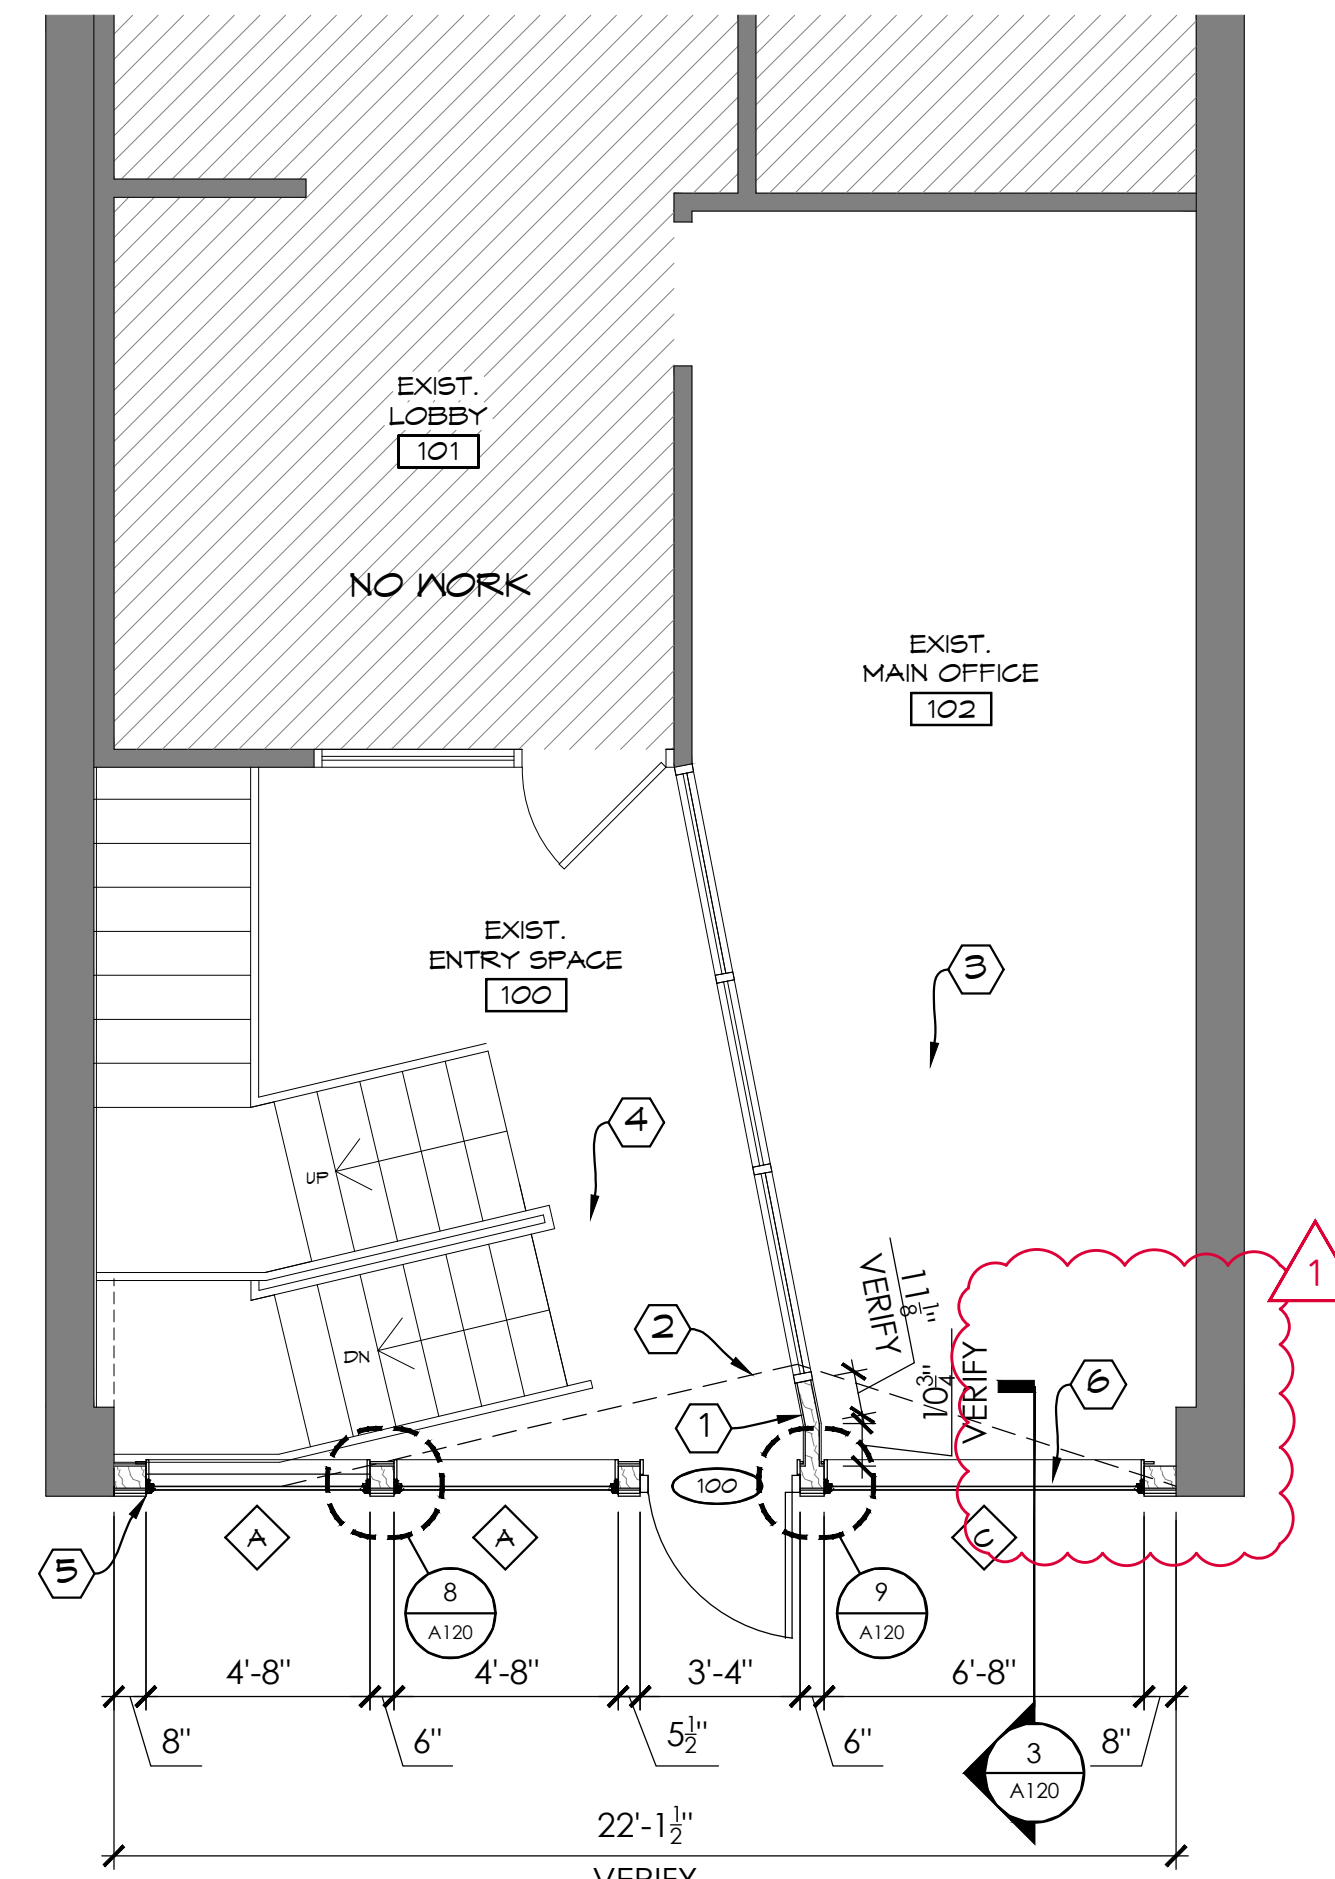 EXIST.
LOBBY
101
NO WORK
EXIST.
MAIN OFFICE
102
EXIST.
ENTRY SPACE
100
3
4
UP
DN
2
1
11 1/8"
VERIFY
10 3/4"
VERIFY
6
1
100
5
A
A
C
8
A120
9
A120
4'-8"
4'-8"
3'-4"
6'-8"
8"
6"
5 1/2"
6"
8"
3
A120
22'-1 1/2"
VERIFY